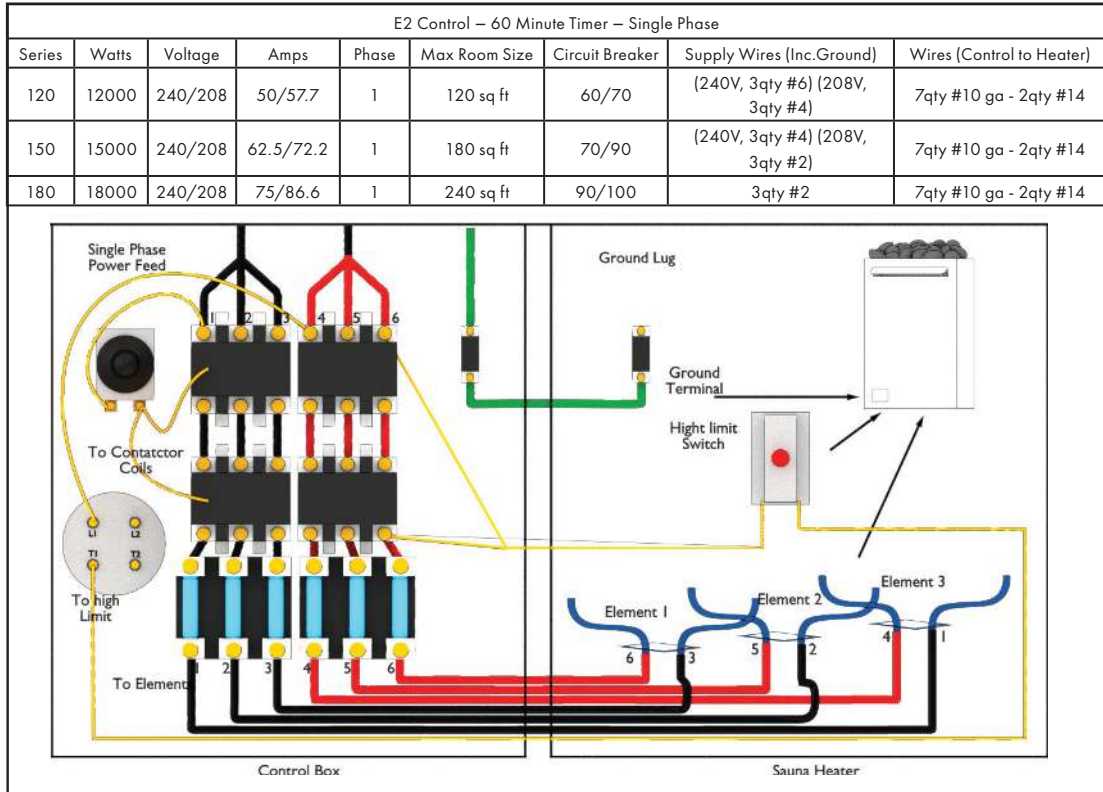 E2 Control – 60 Minute Timer – Single Phase
Series Watts Voltage Amps Phase Max Room Size Circuit Breaker Supply Wires (Inc.Ground) Wires (Control to Heater)
120 12000 240/208 50/57.7 1 120 sq ft 60/70 (240V, 3qty #6) (208V, 3qty #4) 7qty #10 ga - 2qty #14
150 15000 240/208 62.5/72.2 1 180 sq ft 70/90 (240V, 3qty #4) (208V, 3qty #2) 7qty #10 ga - 2qty #14
180 18000 240/208 75/86.6 1 240 sq ft 90/100 3qty #2 7qty #10 ga - 2qty #14
Single Phase
Power Feed
1 2 3 4 5 6
Ground Lug
Ground
Terminal
Hight limit
Switch
To Contatctor
Coils
L1 L2
T1 T2
To high
Limit
Element 1
Element 2
Element 3
6 3 5 2 4 1
1 2 3 4 5 6
To Element
Control Box
Sauna Heater